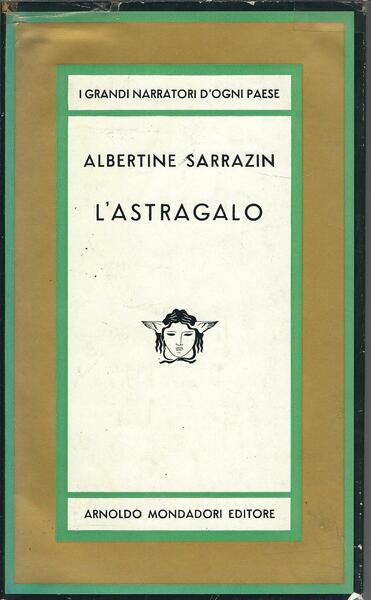 I GRANDI NARRATORI D'OGNI PAESE
ALBERTINE SARRAZIN
L'ASTRAGALO
ARNOLDO MONDADORI EDITORE